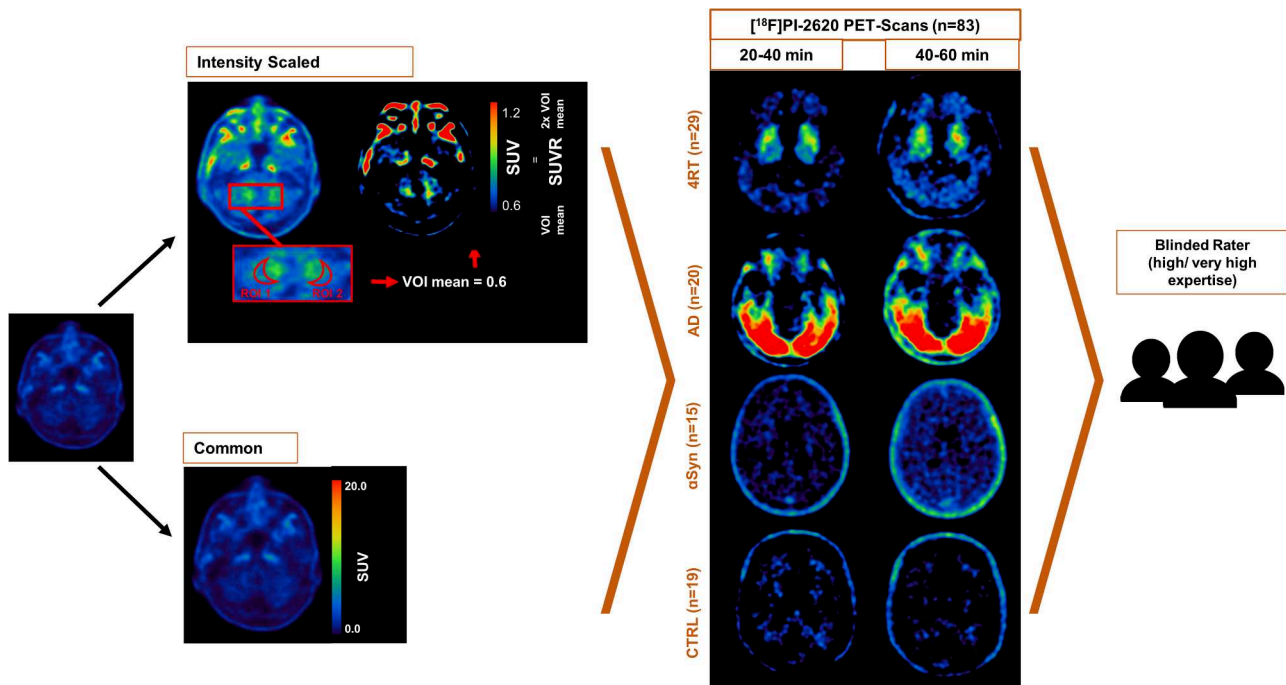 Intensity Scaled
1.2
SUV
0.6
=
SUVR
2x VOI
mean
VOI
mean
ROI 1
ROI 2
VOI mean = 0.6
Common
20.0
SUV
0.0
[¹⁸F]PI-2620 PET-Scans (n=83)
20-40 min
40-60 min
4RT (n=29)
AD (n=20)
αSyn (n=15)
CTRL (n=19)
Blinded Rater
(high/ very high
expertise)